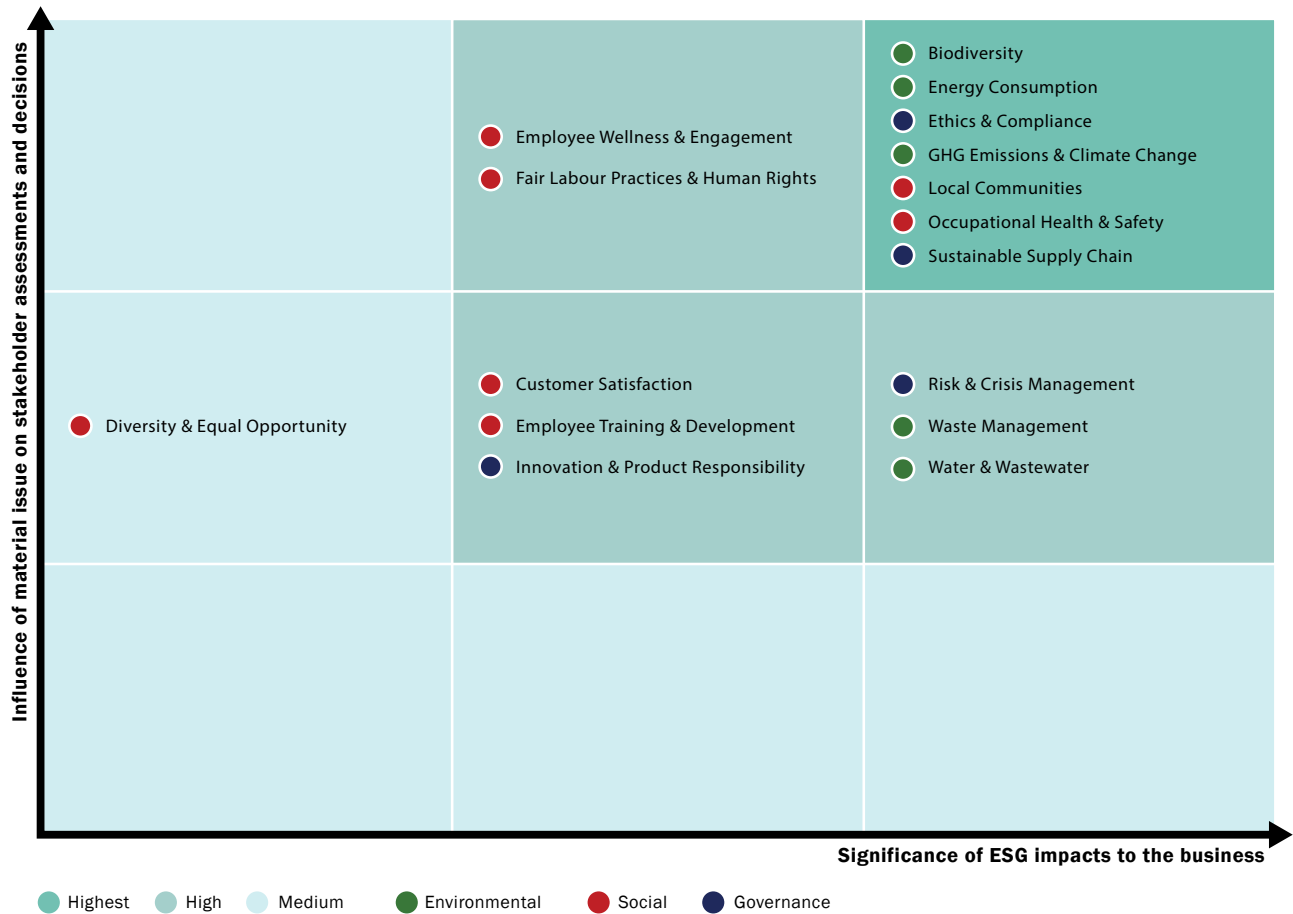 Influence of material issue on stakeholder assessments and decisions
Employee Wellness & Engagement
Fair Labour Practices & Human Rights
Biodiversity
Energy Consumption
Ethics & Compliance
GHG Emissions & Climate Change
Local Communities
Occupational Health & Safety
Sustainable Supply Chain
Diversity & Equal Opportunity
Customer Satisfaction
Employee Training & Development
Innovation & Product Responsibility
Risk & Crisis Management
Waste Management
Water & Wastewater
Significance of ESG impacts to the business
Highest High Medium Environmental Social Governance